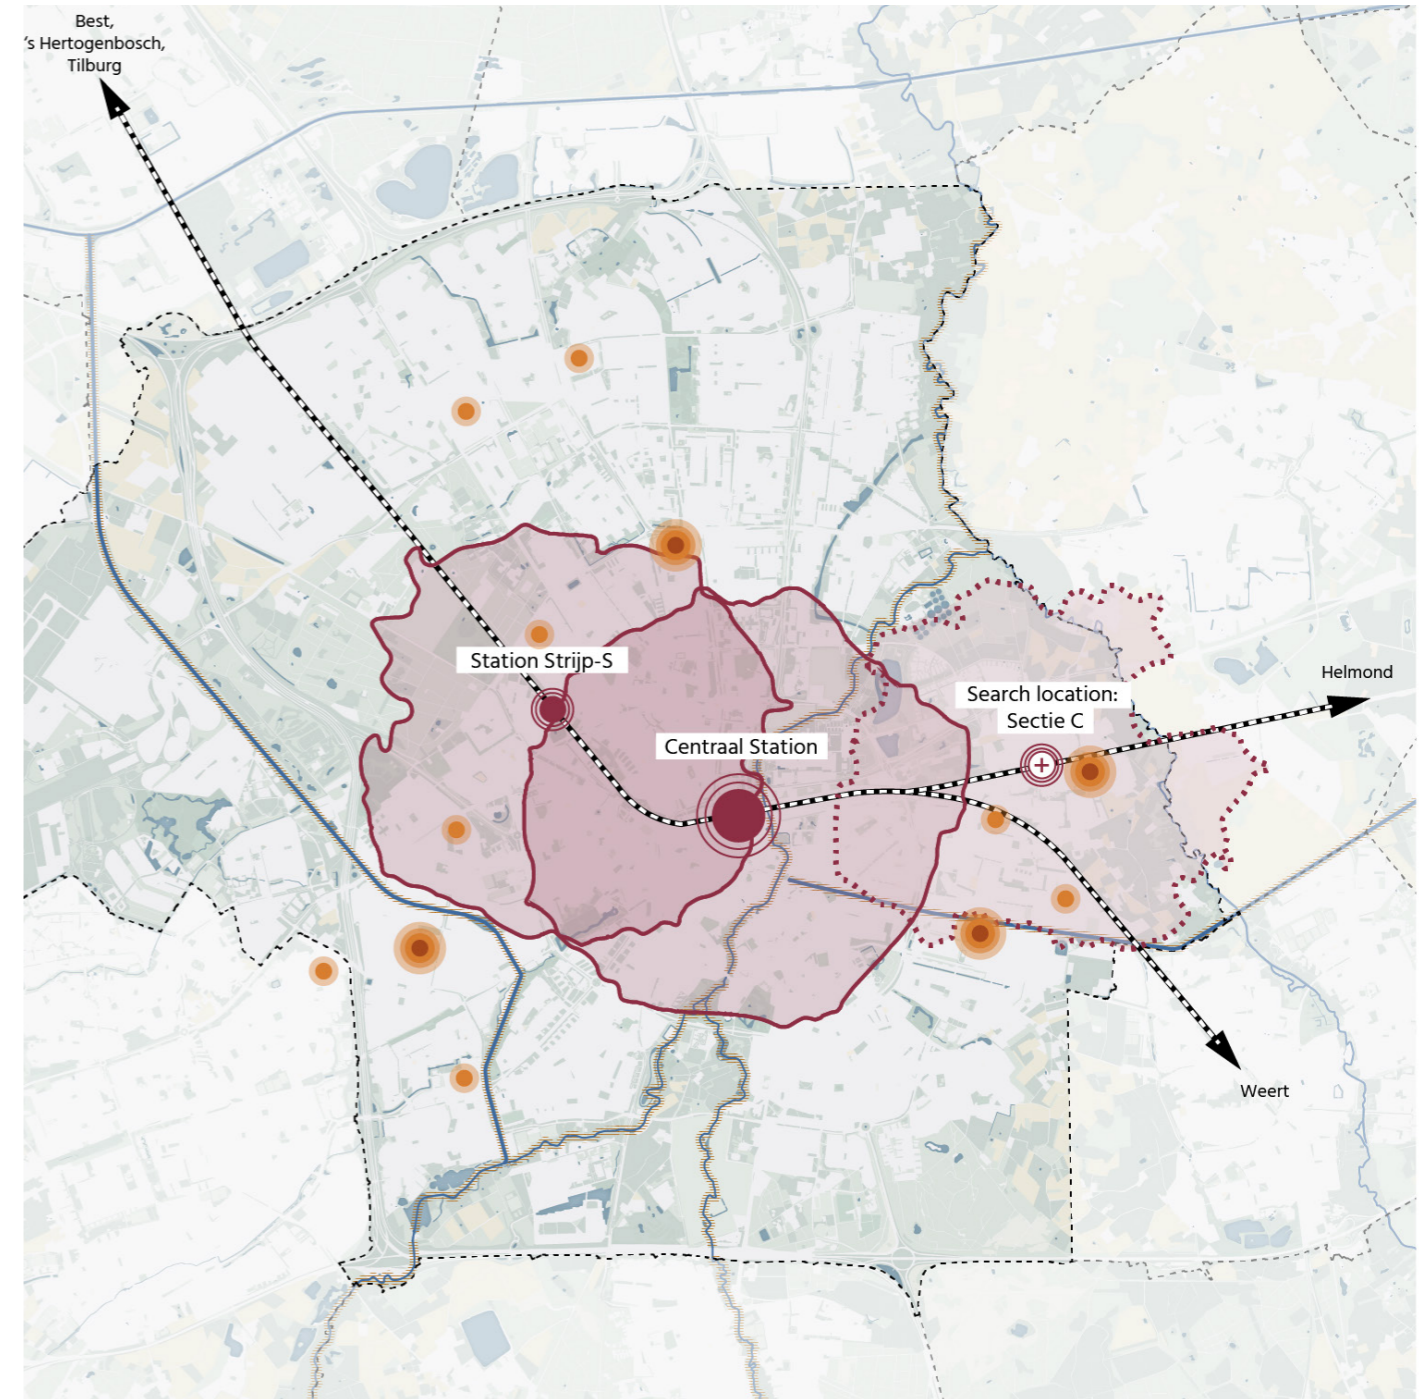 Best,
‘s Hertogenbosch,
Tilburg
Station Strijp-S
Helmond
Search location:
Sectie C
Centraal Station
Weert